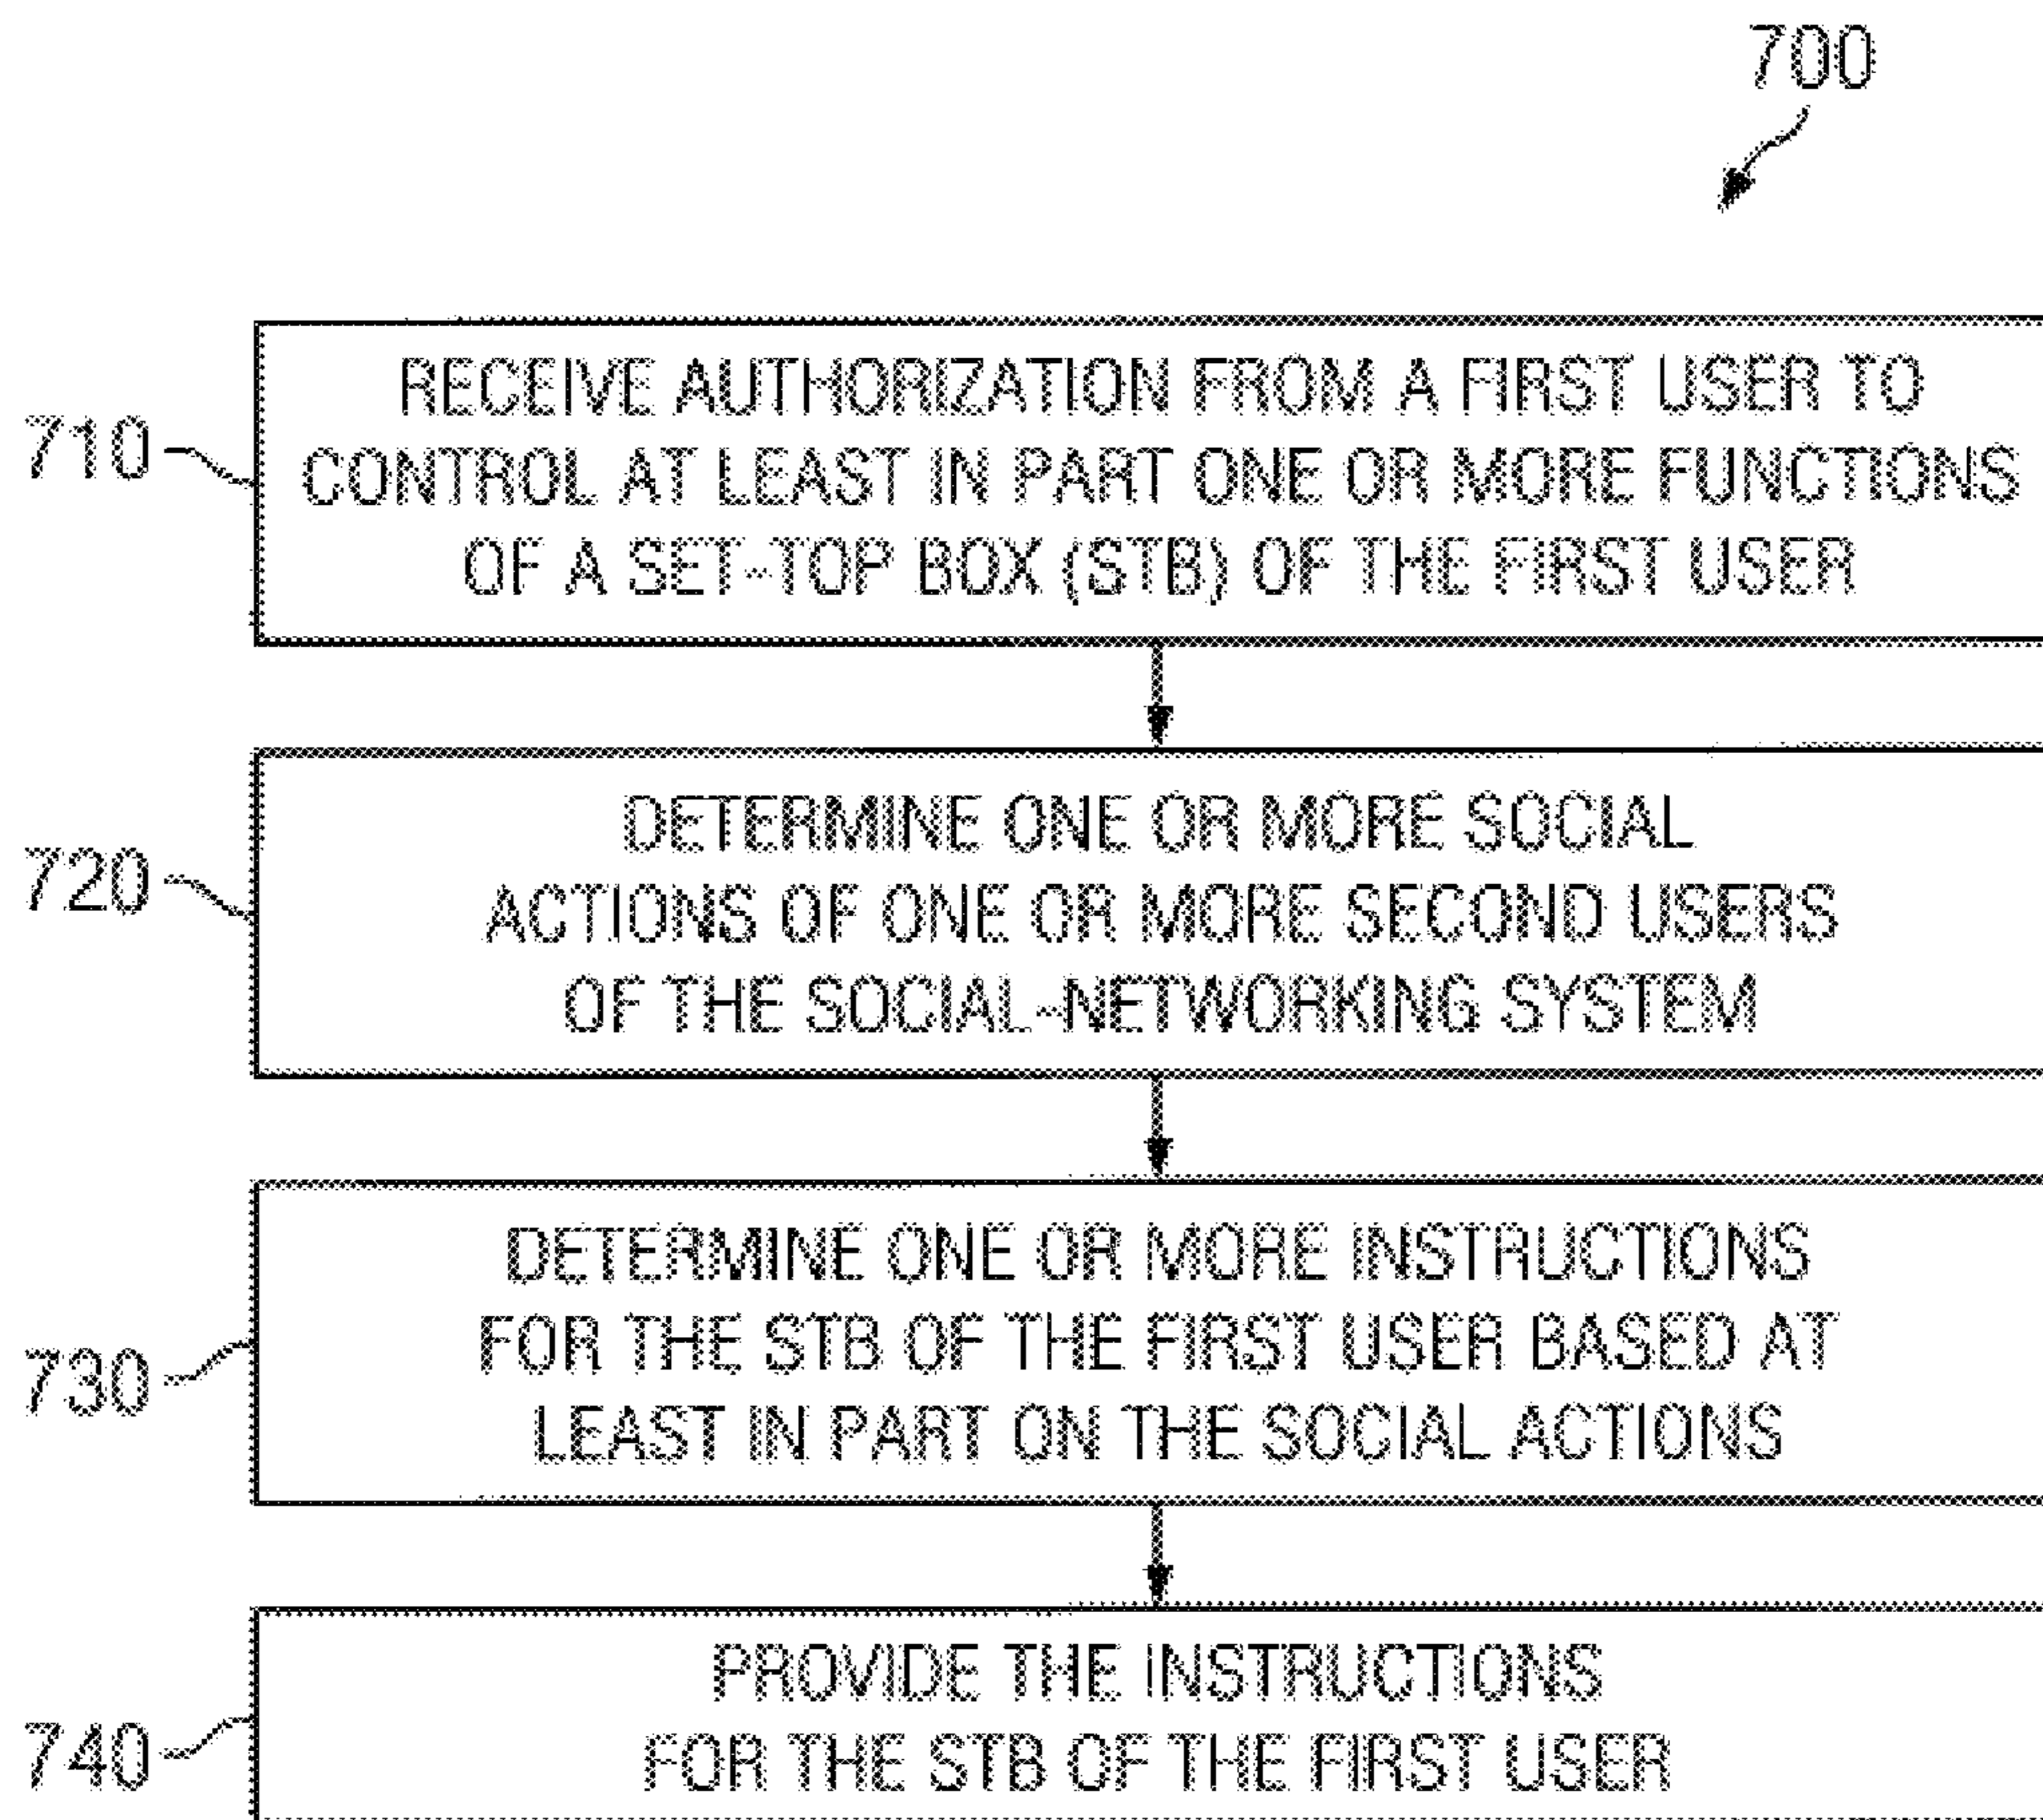 700
710
RECEIVE AUTHORIZATION FROM A FIRST USER TO
CONTROL AT LEAST IN PART ONE OR MORE FUNCTIONS
OF A SET-TOP BOX (STB) OF THE FIRST USER
720
DETERMINE ONE OR MORE SOCIAL
ACTIONS OF ONE OR MORE SECOND USERS
OF THE SOCIAL-NETWORKING SYSTEM
730
DETERMINE ONE OR MORE INSTRUCTIONS
FOR THE STB OF THE FIRST USER BASED AT
LEAST IN PART ON THE SOCIAL ACTIONS
740
PROVIDE THE INSTRUCTIONS
FOR THE STB OF THE FIRST USER